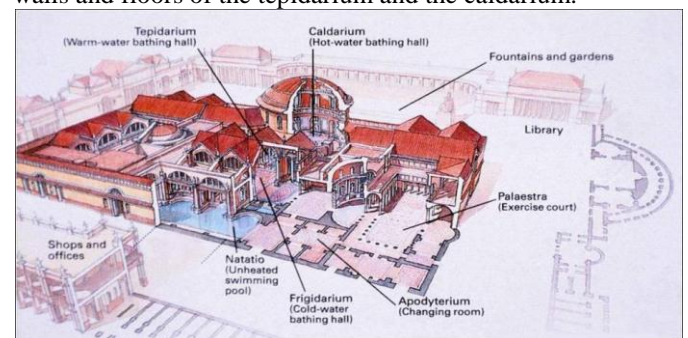 walls and floors of the tepidarium and the caldarium.
Tepidarium
(Warm-water bathing hall)
Caldarium
(Hot-water bathing hall)
Fountains and gardens
Library
Palaestra
(Exercise court)
Shops and
offices
Natatio
(Unheated
swimming
pool)
Frigidarium
(Cold-water
bathing hall)
Apodyterium
(Changing room)